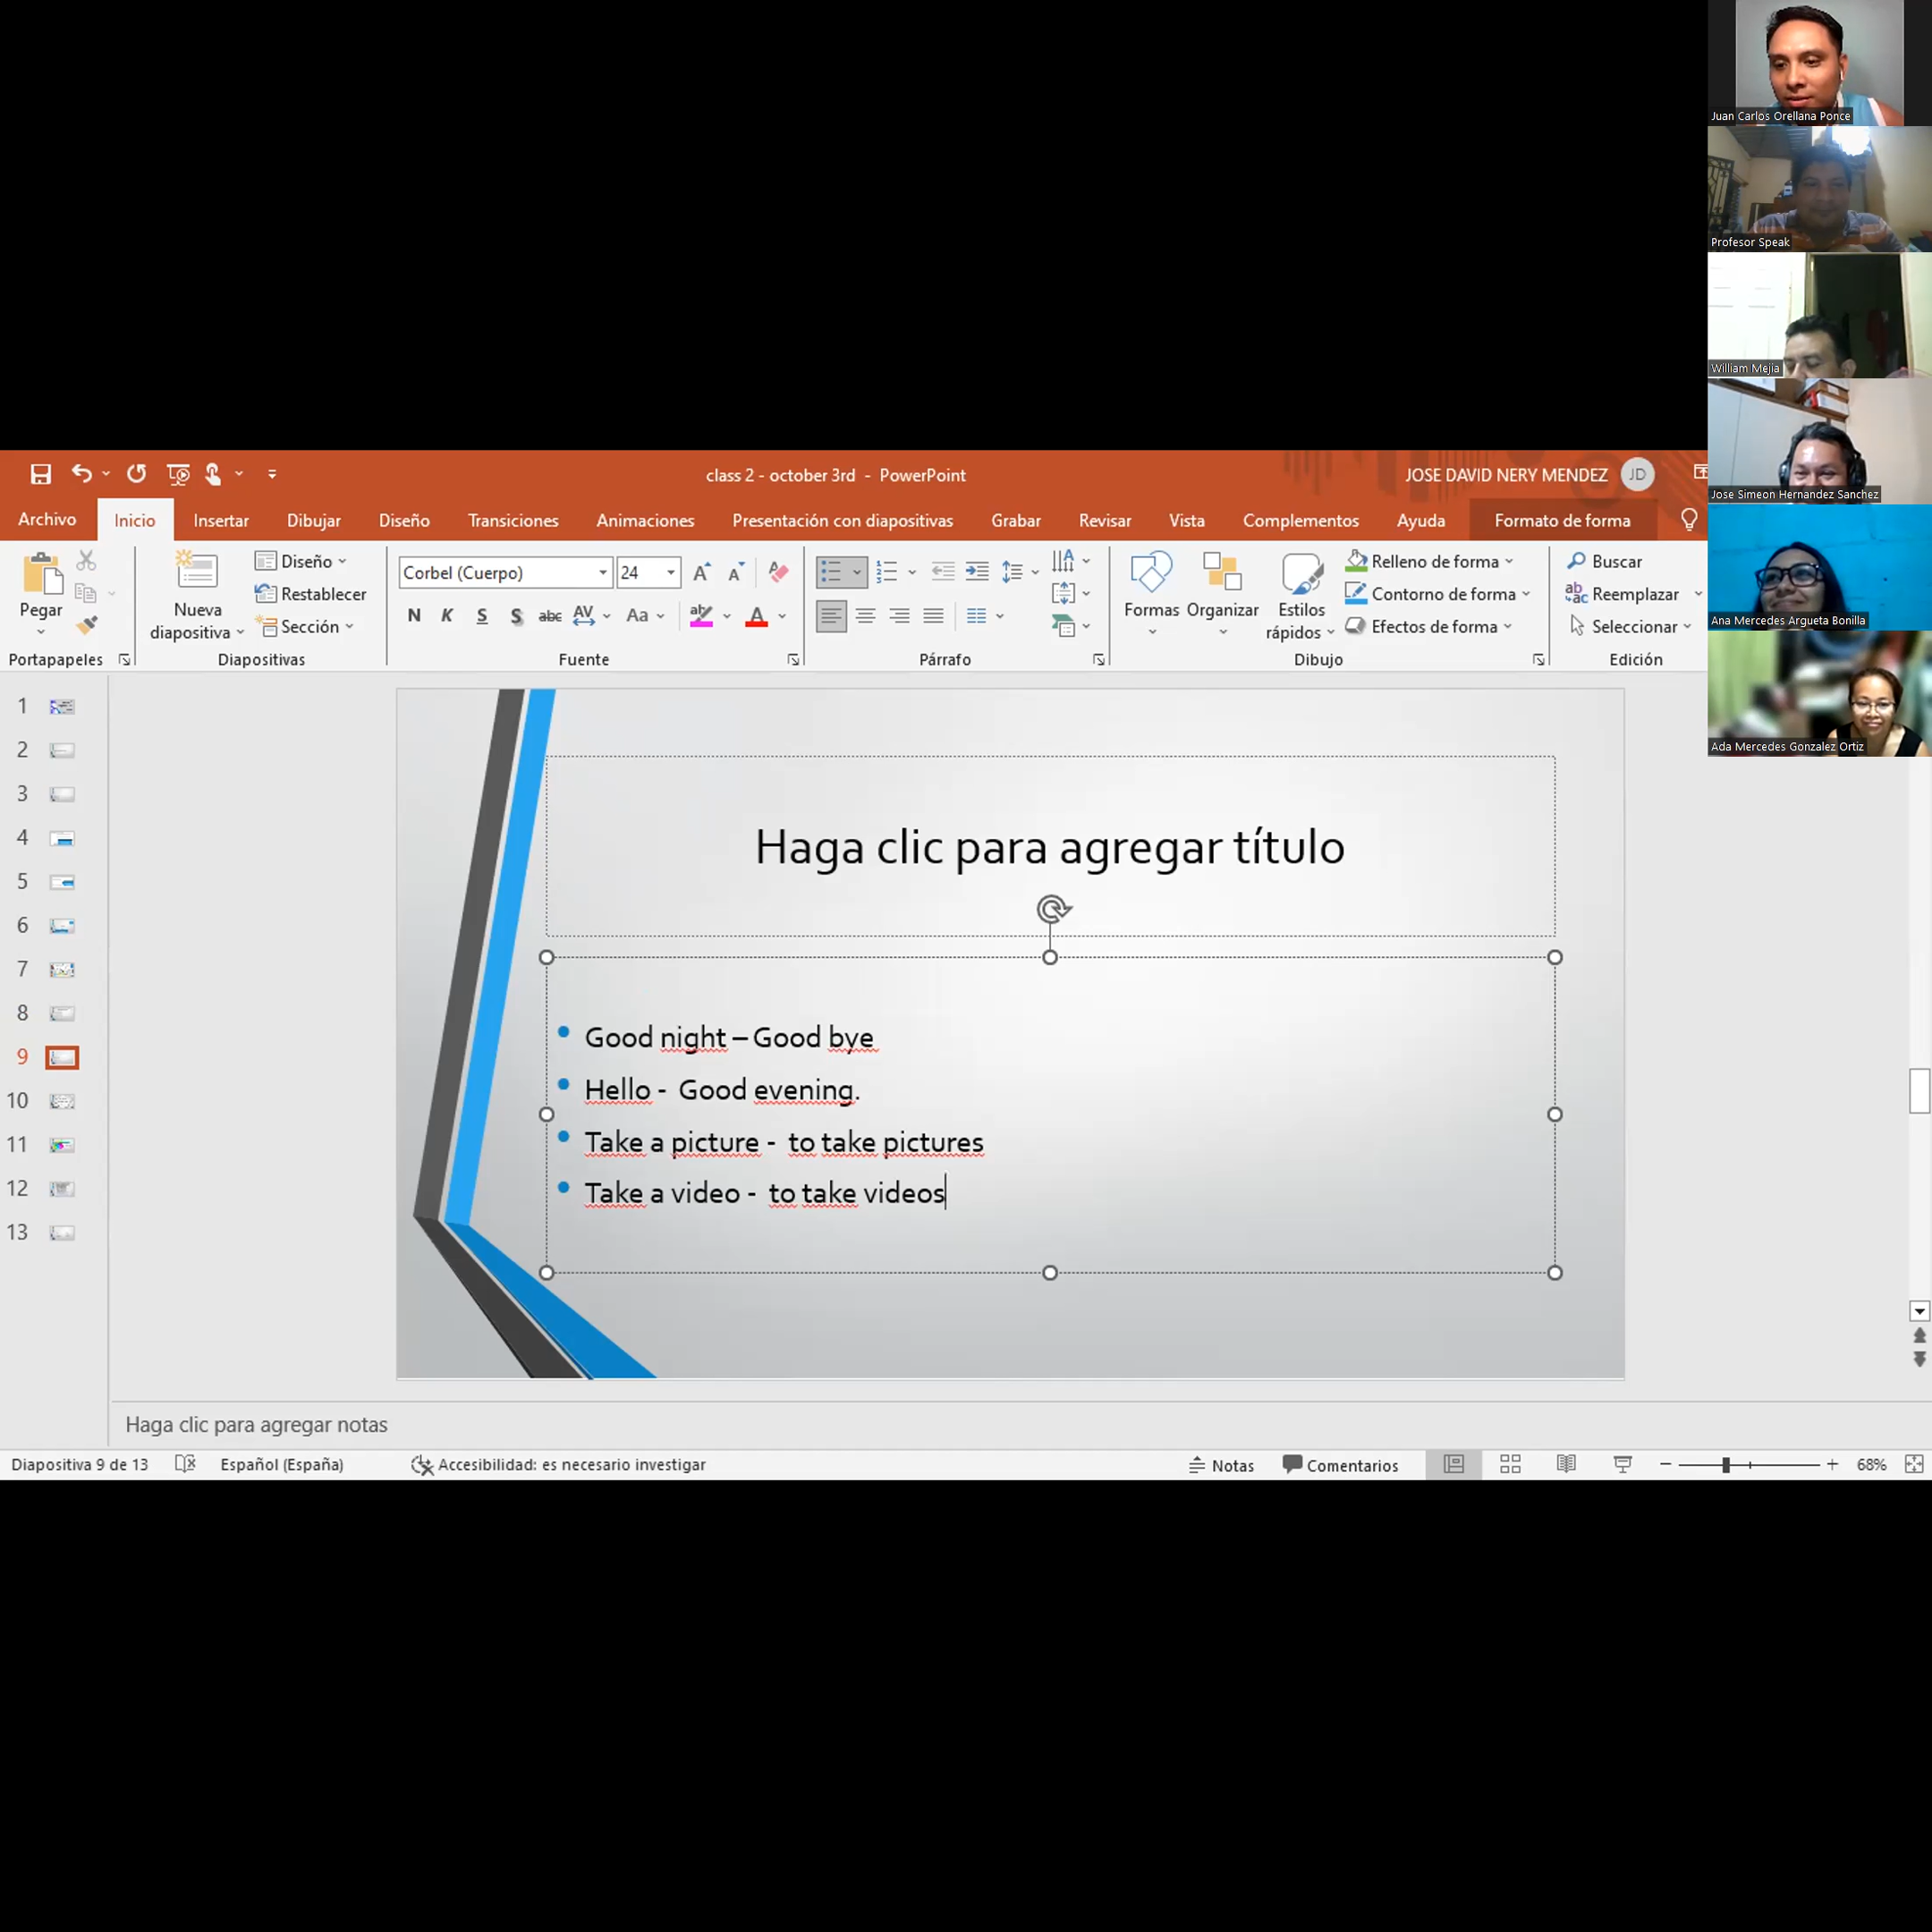 class 2 - october 3rd - PowerPoint
JOSE DAVID NERY MENDEZ
JD
Archivo
Inicio
Insertar
Dibujar
Diseño
Transiciones
Animaciones
Presentación con diapositivas
Grabar
Revisar
Vista
Complementos
Ayuda
Formato de forma
Pegar
Portapapeles
Nueva
diapositiva
Diseño
Restablecer
Sección
Diapositivas
Corbel (Cuerpo)
24
N K S S abc AV Aa A
Fuente
Párrafo
Formas
Organizar
Estilos
rápidos
Relleno de forma
Contorno de forma
Efectos de forma
Dibujo
Buscar
Reemplazar
Seleccionar
Edición
1
2
3
4
5
6
7
8
9
10
11
12
13
Haga clic para agregar título
Good night – Good bye
Hello - Good evening.
Take a picture - to take pictures
Take a video - to take videos
Haga clic para agregar notas
Diapositiva 9 de 13
Español (España)
Accesibilidad: es necesario investigar
Notas
Comentarios
68%
Juan Carlos Orellana Ponce
Profesor Speak
William Mejia
Jose Simeon Hernandez Sanchez
Ana Mercedes Argueta Bonilla
Ada Mercedes Gonzalez Ortiz